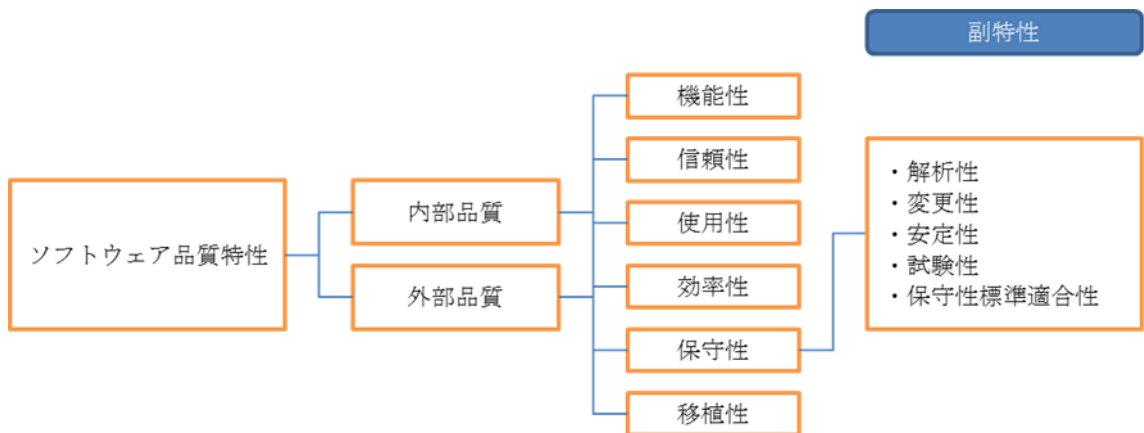 副特性
ソフトウェア品質特性
内部品質
外部品質
機能性
信頼性
使用性
効率性
保守性
移植性
・解析性
・変更性
・安定性
・試験性
・保守性標準適合性